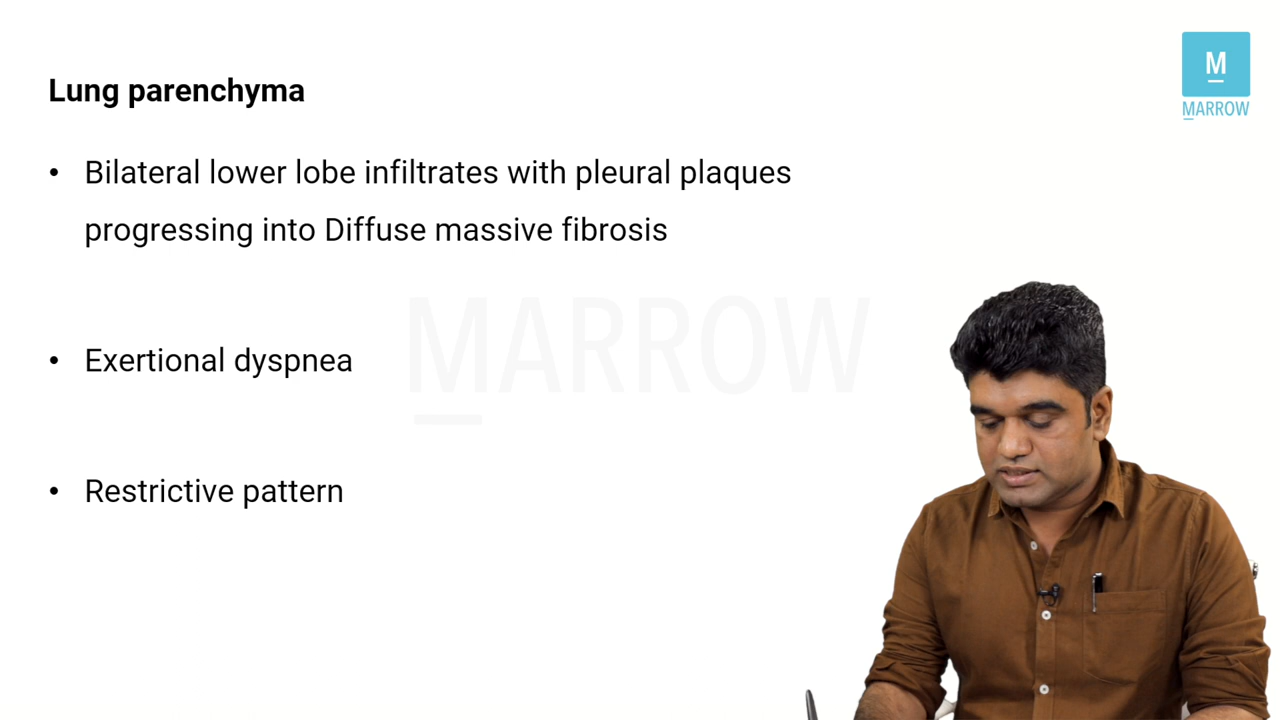 M
MARROW
Lung parenchyma
• Bilateral lower lobe infiltrates with pleural plaques
progressing into Diffuse massive fibrosis
MARROW
• Exertional dyspnea
• Restrictive pattern